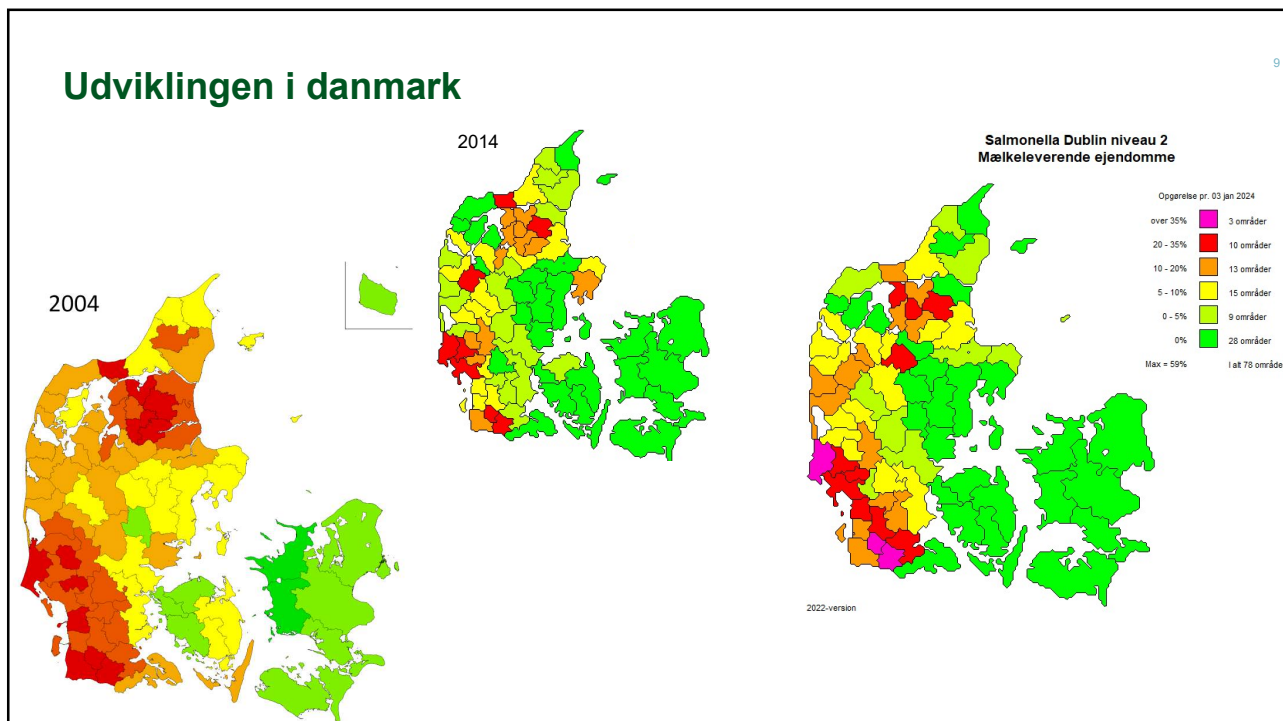 9
Udviklingen i danmark
2004
2014
Salmonella Dublin niveau 2
Mælkeleverende ejendomme
Opgørelse pr. 03 jan 2024
over 35% 3 områder
20 - 35% 10 områder
10 - 20% 13 områder
5 - 10% 15 områder
0 - 5% 9 områder
0% 28 områder
Max = 59% I alt 78 område
2022-version